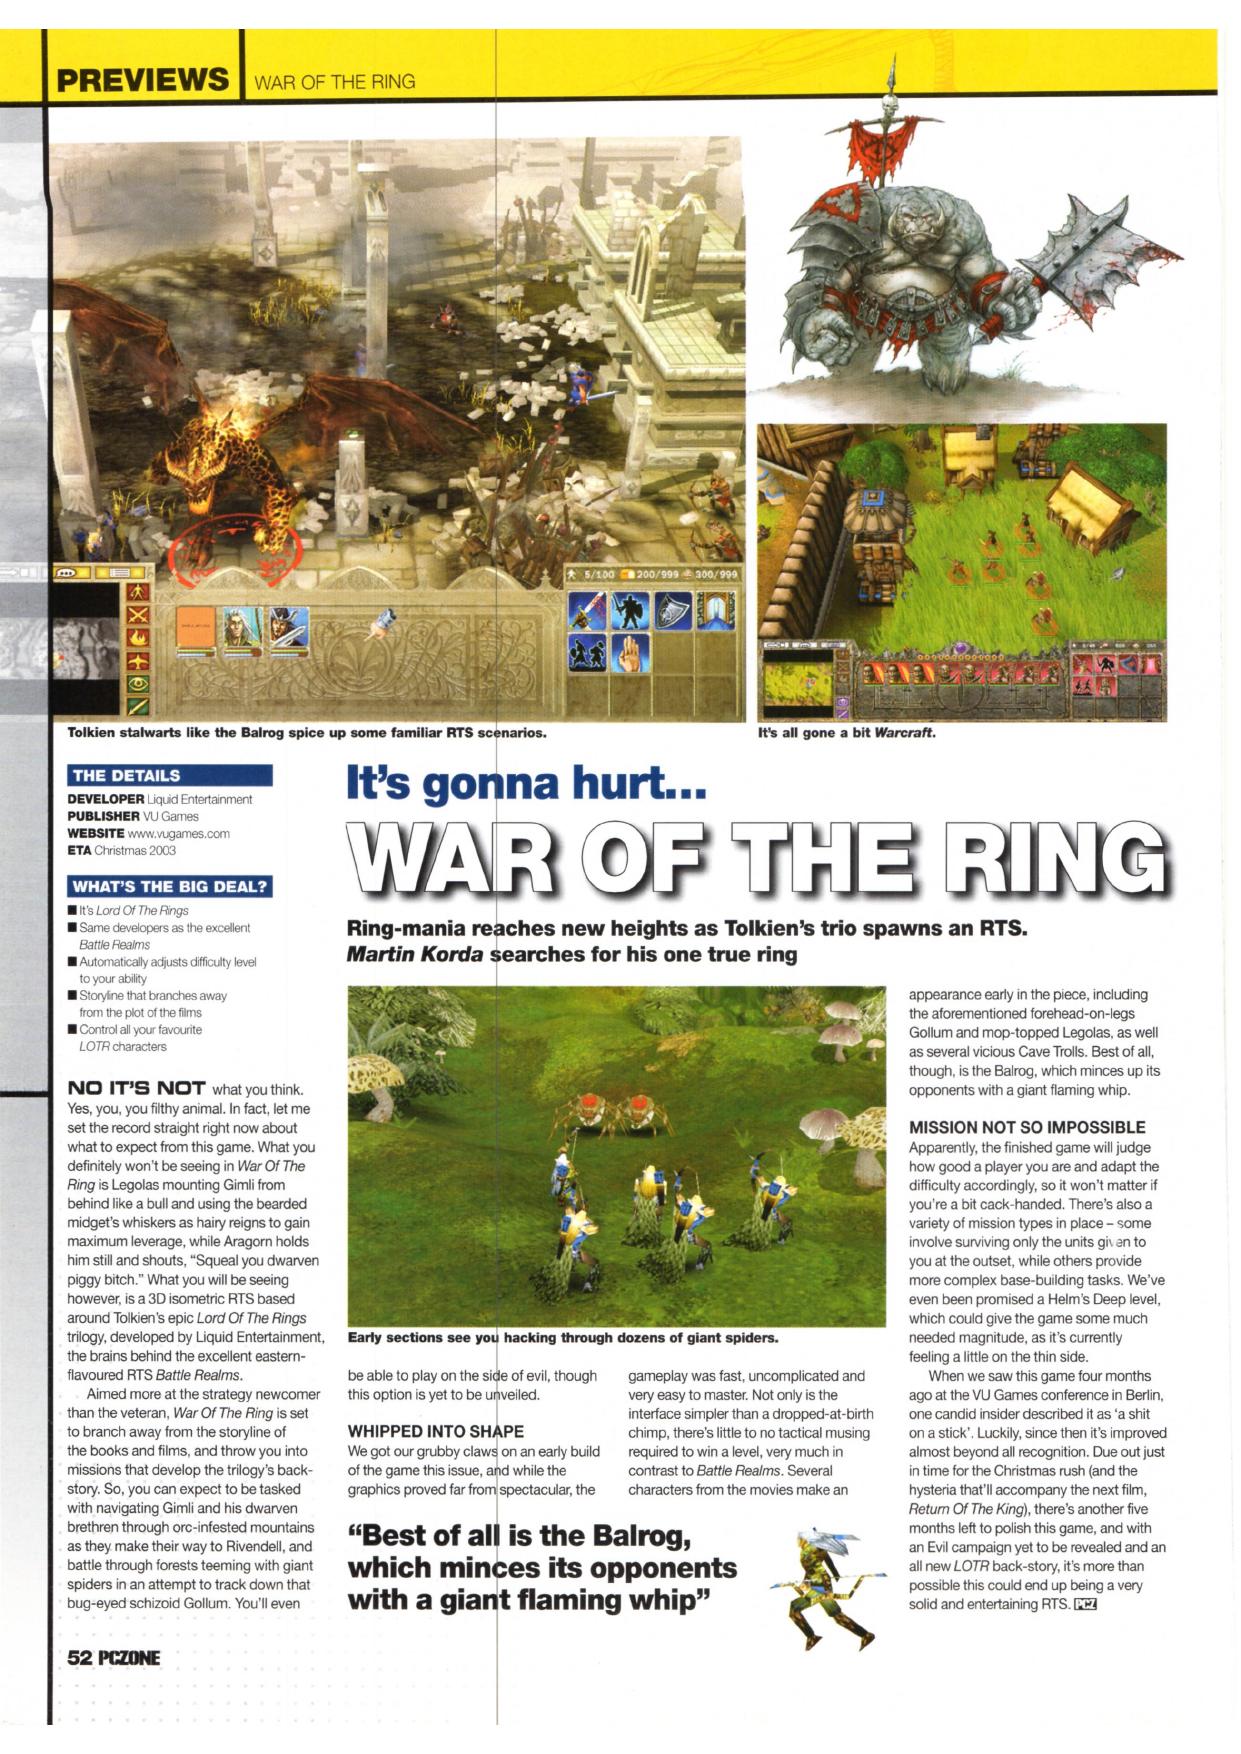 PREVIEWS
WAR OF THE RING
5/100 200/999 300/999
Tolkien stalwarts like the Balrog spice up some familiar RTS scenarios.
It's all gone a bit Warcraft.
THE DETAILS
DEVELOPER Liquid Entertainment
PUBLISHER VU Games
WEBSITE www.vugames.com
ETA Christmas 2003
WHAT'S THE BIG DEAL?
■ It's Lord Of The Rings
■ Same developers as the excellent
Battle Realms
■ Automatically adjusts difficulty level
to your ability
■ Storyline that branches away
from the plot of the films
■ Control all your favourite
LOTR characters
It's gonna hurt...
WAR OF THE RING
Ring-mania reaches new heights as Tolkien's trio spawns an RTS.
Martin Korda searches for his one true ring
NO IT'S NOT what you think.
Yes, you, you filthy animal. In fact, let me
set the record straight right now about
what to expect from this game. What you
definitely won't be seeing in War Of The
Ring is Legolas mounting Gimli from
behind like a bull and using the bearded
midget's whiskers as hairy reigns to gain
maximum leverage, while Aragorn holds
him still and shouts, "Squeal you dwarven
piggy bitch." What you will be seeing
however, is a 3D isometric RTS based
around Tolkien's epic Lord Of The Rings
trilogy, developed by Liquid Entertainment,
the brains behind the excellent eastern-
flavoured RTS Battle Realms.
Aimed more at the strategy newcomer
than the veteran, War Of The Ring is set
to branch away from the storyline of
the books and films, and throw you into
missions that develop the trilogy's back-
story. So, you can expect to be tasked
with navigating Gimli and his dwarven
brethren through orc-infested mountains
as they make their way to Rivendell, and
battle through forests teeming with giant
spiders in an attempt to track down that
bug-eyed schizoid Gollum. You'll even
Early sections see you hacking through dozens of giant spiders.
be able to play on the side of evil, though
this option is yet to be unveiled.
WHIPPED INTO SHAPE
We got our grubby claws on an early build
of the game this issue, and while the
graphics proved far from spectacular, the
gameplay was fast, uncomplicated and
very easy to master. Not only is the
interface simpler than a dropped-at-birth
chimp, there's little to no tactical musing
required to win a level, very much in
contrast to Battle Realms. Several
characters from the movies make an
"Best of all is the Balrog,
which minces its opponents
with a giant flaming whip"
appearance early in the piece, including
the aforementioned forehead-on-legs
Gollum and mop-topped Legolas, as well
as several vicious Cave Trolls. Best of all,
though, is the Balrog, which minces up its
opponents with a giant flaming whip.
MISSION NOT SO IMPOSSIBLE
Apparently, the finished game will judge
how good a player you are and adapt the
difficulty accordingly, so it won't matter if
you're a bit cack-handed. There's also a
variety of mission types in place – some
involve surviving only the units given to
you at the outset, while others provide
more complex base-building tasks. We've
even been promised a Helm's Deep level,
which could give the game some much
needed magnitude, as it's currently
feeling a little on the thin side.
When we saw this game four months
ago at the VU Games conference in Berlin,
one candid insider described it as 'a shit
on a stick'. Luckily, since then it's improved
almost beyond all recognition. Due out just
in time for the Christmas rush (and the
hysteria that'll accompany the next film,
Return Of The King), there's another five
months left to polish this game, and with
an Evil campaign yet to be revealed and an
all new LOTR back-story, it's more than
possible this could end up being a very
solid and entertaining RTS. PCZ
52 PCZONE